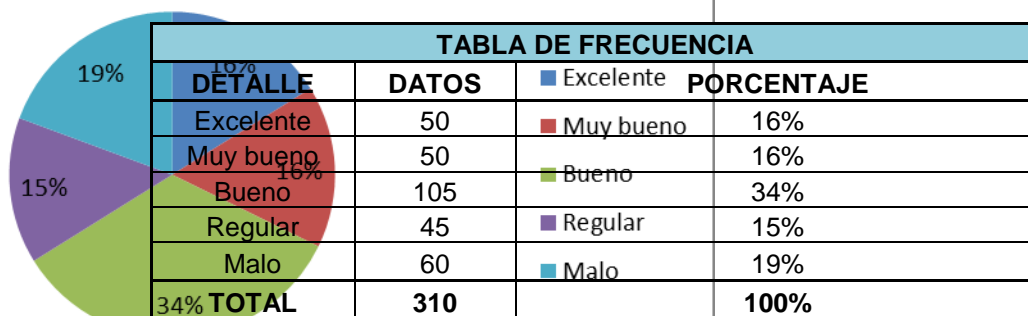 TABLA DE FRECUENCIA
DETALLE DATOS PORCENTAJE
Excelente 50 16%
Muy bueno 50 16%
Bueno 105 34%
Regular 45 15%
Malo 60 19%
TOTAL 310 100%
16%
16%
34%
15%
19%
Excelente
Muy bueno
Bueno
Regular
Malo